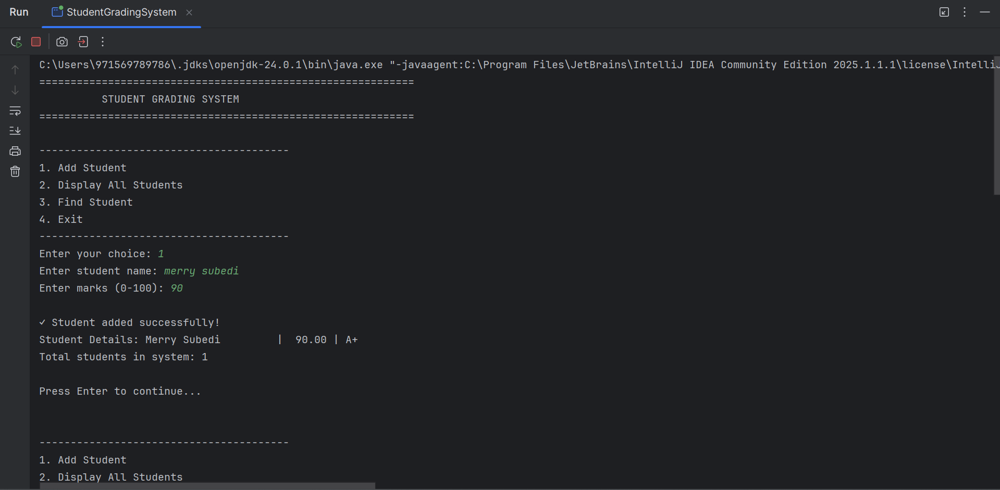 Run StudentGradingSystem
C:\Users\971569789786\.jdks\openjdk-24.0.1\bin\java.exe "-javaagent:C:\Program Files\JetBrains\IntelliJ IDEA Community Edition 2025.1.1.1\license\IntelliJ
============================================================
          STUDENT GRADING SYSTEM
============================================================
----------------------------------------
1. Add Student
2. Display All Students
3. Find Student
4. Exit
----------------------------------------
Enter your choice: 1
Enter student name: merry subedi
Enter marks (0-100): 90
✓ Student added successfully!
Student Details: Merry Subedi         |  90.00 | A+
Total students in system: 1
Press Enter to continue...
----------------------------------------
1. Add Student
2. Display All Students